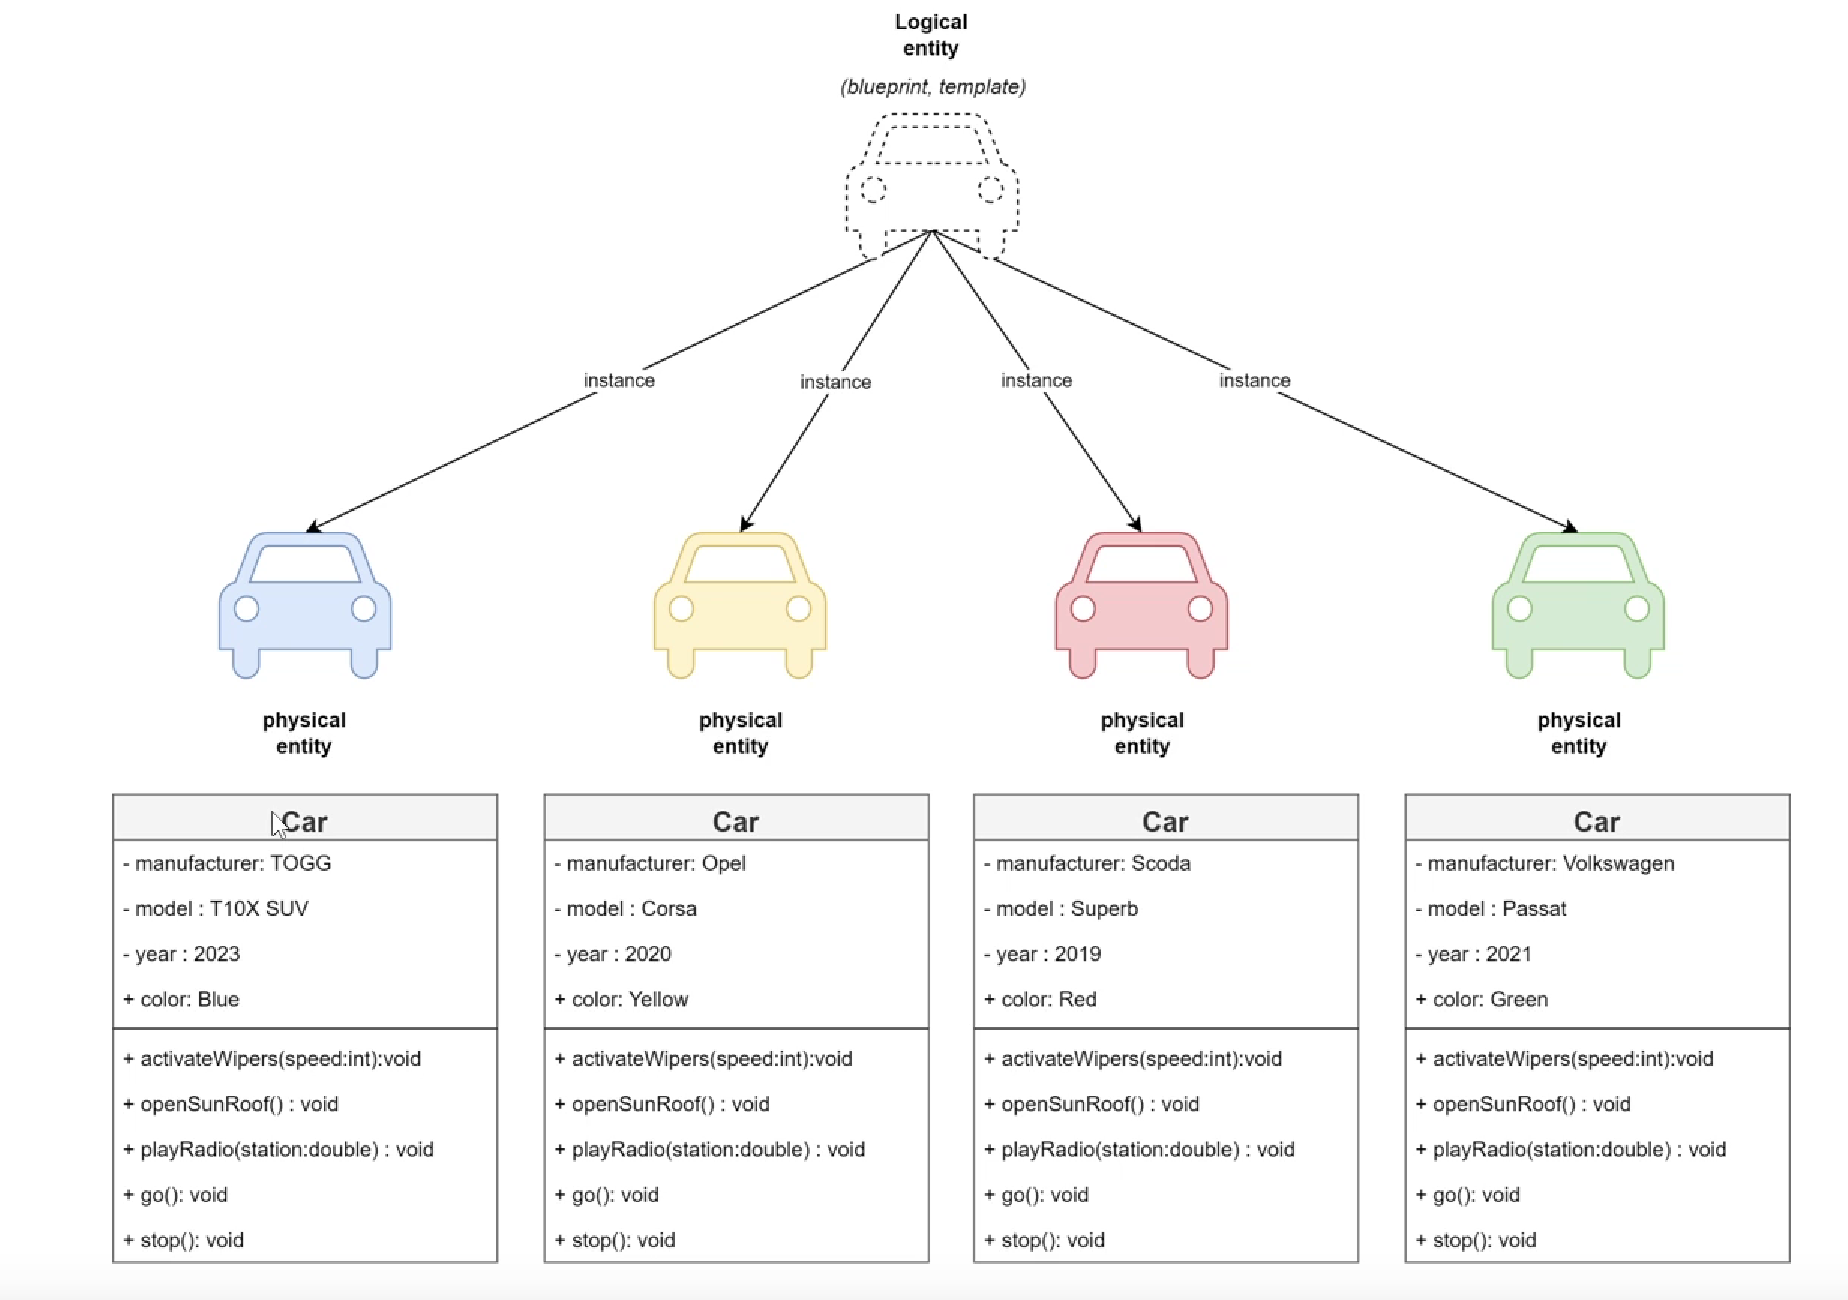 Logical
entity
(blueprint, template)
instance
instance
instance
instance
physical
entity
physical
entity
physical
entity
physical
entity
Car
- manufacturer: TOGG
- model : T10X SUV
- year : 2023
+ color: Blue
+ activateWipers(speed:int):void
+ openSunRoof() : void
+ playRadio(station:double) : void
+ go(): void
+ stop(): void
Car
- manufacturer: Opel
- model : Corsa
- year : 2020
+ color: Yellow
+ activateWipers(speed:int):void
+ openSunRoof() : void
+ playRadio(station:double) : void
+ go(): void
+ stop(): void
Car
- manufacturer: Scoda
- model : Superb
- year : 2019
+ color: Red
+ activateWipers(speed:int):void
+ openSunRoof() : void
+ playRadio(station:double) : void
+ go(): void
+ stop(): void
Car
- manufacturer: Volkswagen
- model : Passat
- year : 2021
+ color: Green
+ activateWipers(speed:int):void
+ openSunRoof() : void
+ playRadio(station:double) : void
+ go(): void
+ stop(): void